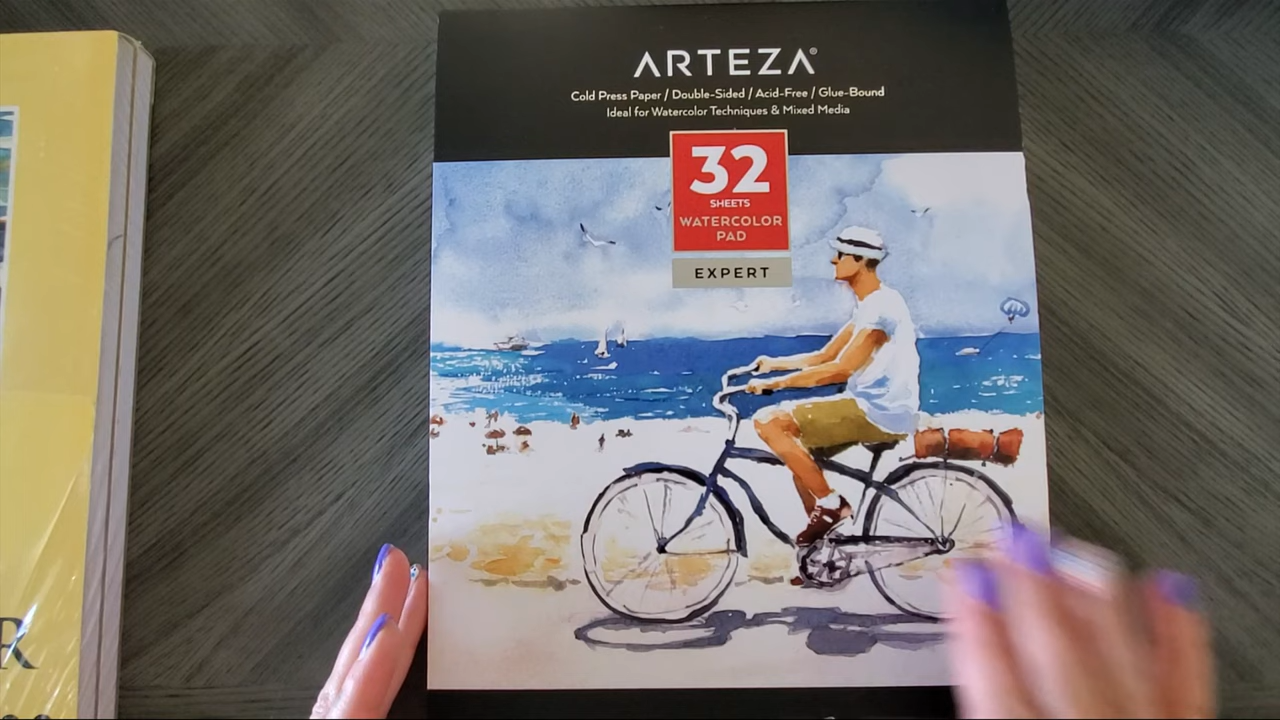 ARTEZA®
Cold Press Paper / Double-Sided / Acid-Free / Glue-Bound
Ideal for Watercolor Techniques & Mixed Media
32
SHEETS
WATERCOLOR
PAD
EXPERT
R